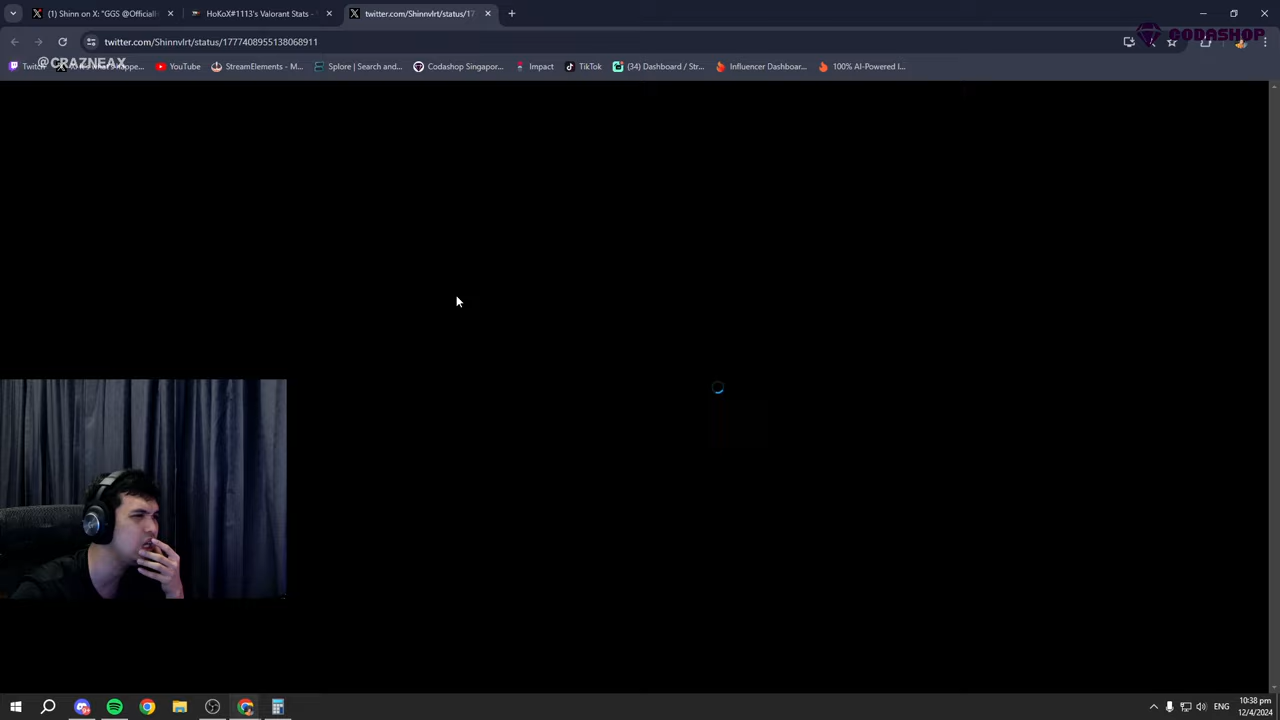 (1) Shinn on X: "GGS @Officiall
HoKoX#1113's Valorant Stats -
twitter.com/Shinnvlrt/status/17
twitter.com/Shinnvlrt/status/1777408955138068911
CODASHOP
@CRAZNEAX
Twitch
YouTube
StreamElements - M...
Splore | Search and...
Codashop Singapor...
Impact
TikTok
(34) Dashboard / Str...
Influencer Dashboar...
100% AI-Powered I...
ENG
10:38 pm
12/4/2024